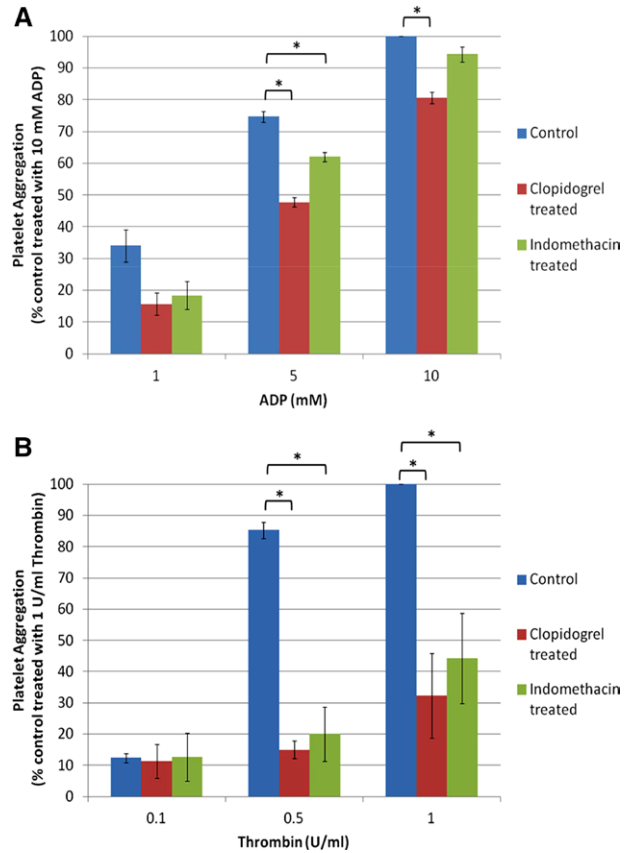 A
Platelet Aggregation
(% control treated with 10 mM ADP)
100
90
80
70
60
50
40
30
20
10
0
*
*
*
1
5
10
ADP (mM)
Control
Clopidogrel
treated
Indomethacin
treated
B
Platelet Aggregation
(% control treated with 1 U/ml Thrombin)
100
90
80
70
60
50
40
30
20
10
0
*
*
*
*
0.1
0.5
1
Thrombin (U/ml)
Control
Clopidogrel
treated
Indomethacin
treated